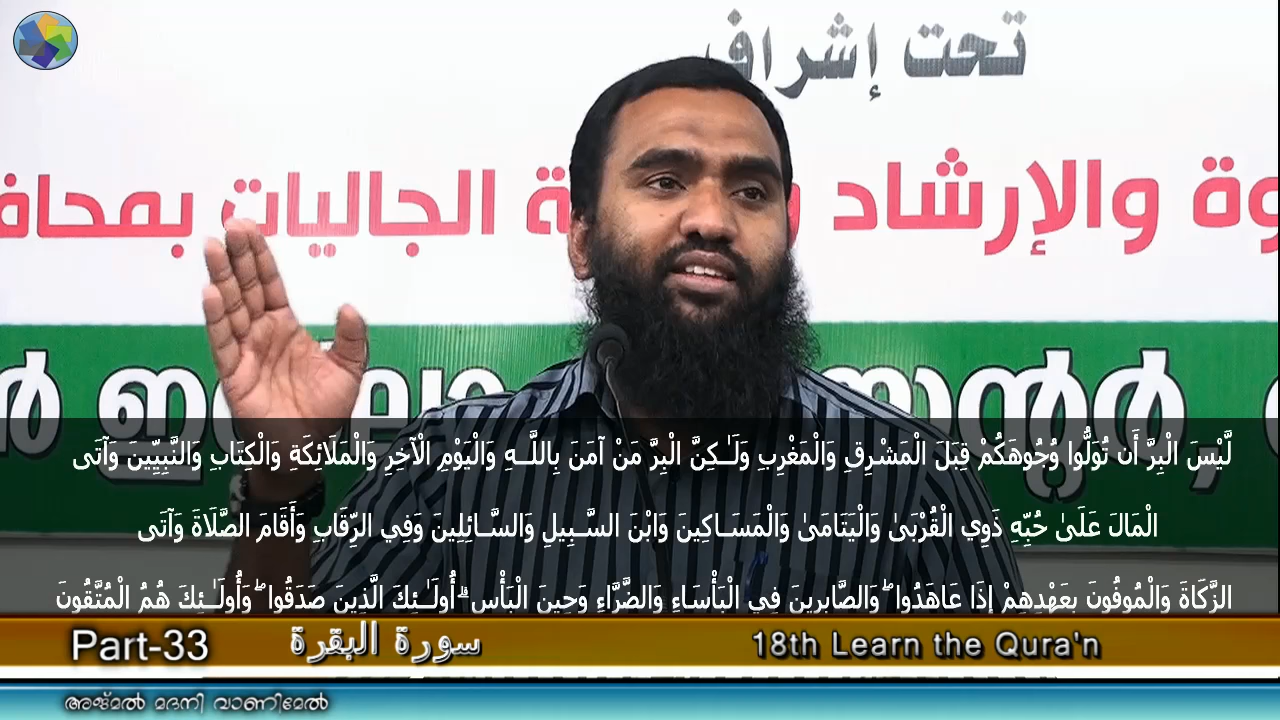 تحت إشراف
والإرشاد الجاليات
لَّيْسَ الْبِرَّ أَن تُوَلُّوا وُجُوهَكُمْ قِبَلَ الْمَشْرِقِ وَالْمَغْرِبِ وَلَـٰكِنَّ الْبِرَّ مَنْ آمَنَ بِاللَّـهِ وَالْيَوْمِ الْآخِرِ وَالْمَلَائِكَةِ وَالْكِتَابِ وَالنَّبِيِّينَ وَآتَى
الْمَالَ عَلَىٰ حُبِّهِ ذَوِي الْقُرْبَىٰ وَالْيَتَامَىٰ وَالْمَسَاكِينَ وَابْنَ السَّبِيلِ وَالسَّائِلِينَ وَفِي الرِّقَابِ وَأَقَامَ الصَّلَاةَ وَآتَى
الزَّكَاةَ وَالْمُوفُونَ بِعَهْدِهِمْ إِذَا عَاهَدُوا ۖ وَالصَّابِرِينَ فِي الْبَأْسَاءِ وَالضَّرَّاءِ وَحِينَ الْبَأْسِ ۗ أُولَـٰئِكَ الَّذِينَ صَدَقُوا ۖ وَأُولَـٰئِكَ هُمُ الْمُتَّقُونَ
Part-33 سورة البقرة 18th Learn the Qura'n
അജ്മൽ മദനി വാണിമേൽ